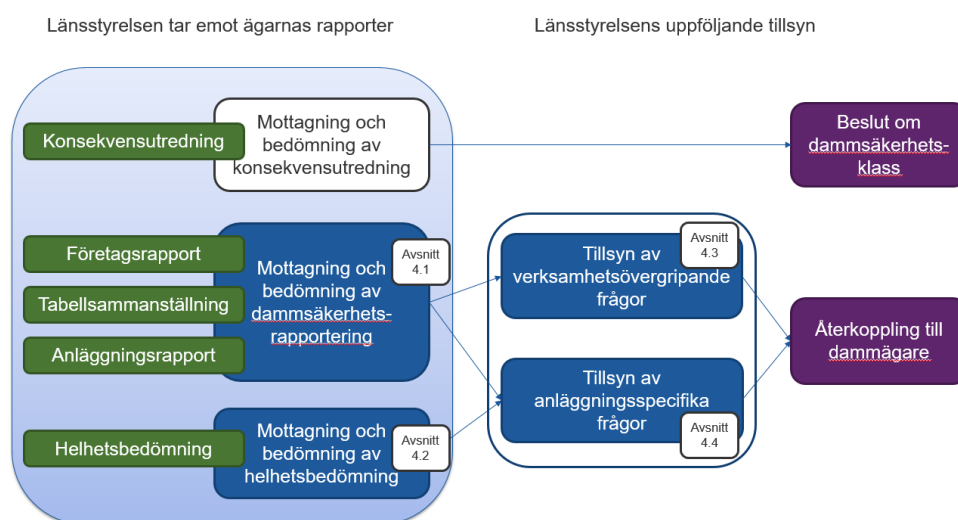 Länsstyrelsen tar emot ägarnas rapporter
Länsstyrelsens uppföljande tillsyn
Konsekvensutredning
Mottagning och
bedömning av
konsekvensutredning
Beslut om
dammsäkerhets-
klass
Företagsrapport
Tabellsammanställning
Anläggningsrapport
Mottagning och
bedömning av
dammsäkerhets-
rapportering
Avsnitt
4.1
Tillsyn av
verksamhetsövergripande
frågor
Avsnitt
4.3
Återkoppling till
dammägare
Tillsyn av
anläggningsspecifika
frågor
Avsnitt
4.4
Helhetsbedömning
Mottagning och
bedömning av
helhetsbedömning
Avsnitt
4.2